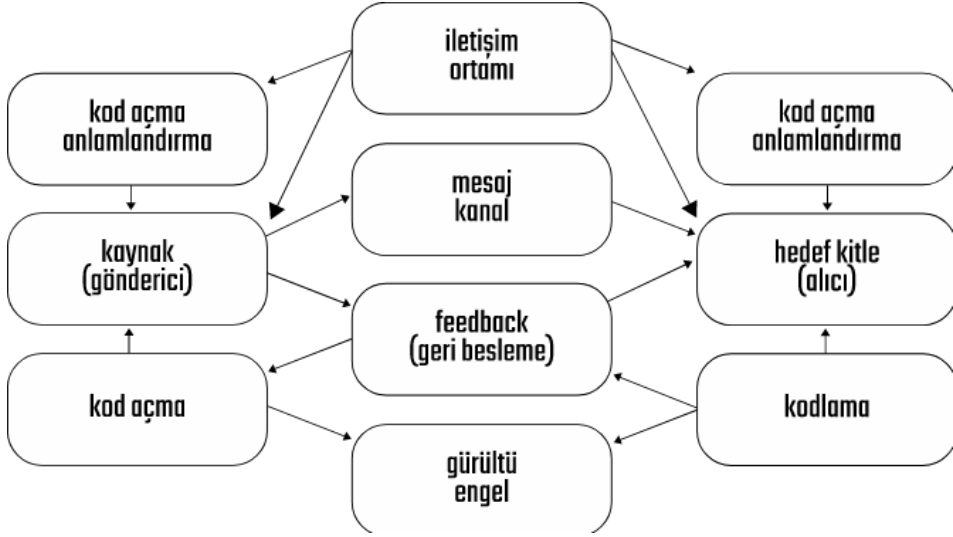 iletişim
ortamı
kod açma
anlamlandırma
kod açma
anlamlandırma
mesaj
kanal
kaynak
(gönderici)
hedef kitle
(alıcı)
feedback
(geri besleme)
kod açma
kodlama
gürültü
engel